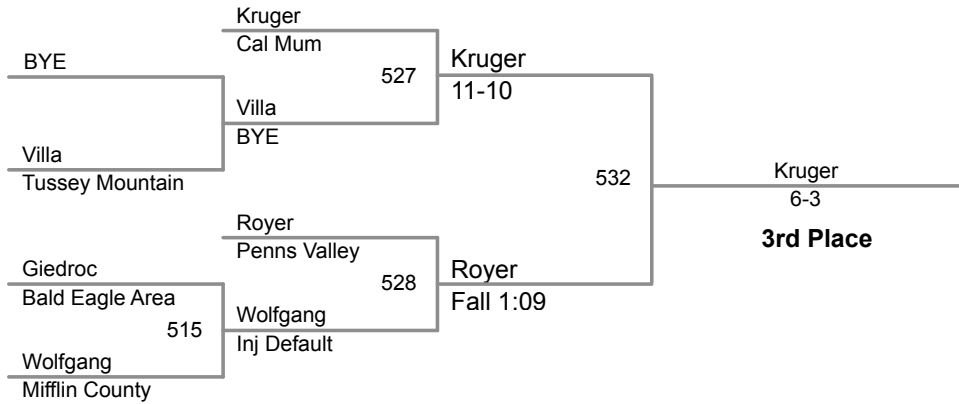 Kruger
Cal Mum
BYE
527
Kruger
11-10
Villa
BYE
Villa
Tussey Mountain
532
Kruger
6-3
3rd Place
Royer
Penns Valley
Giedroc
Bald Eagle Area
528
Royer
Fall 1:09
515
Wolfgang
Inj Default
Wolfgang
Mifflin County